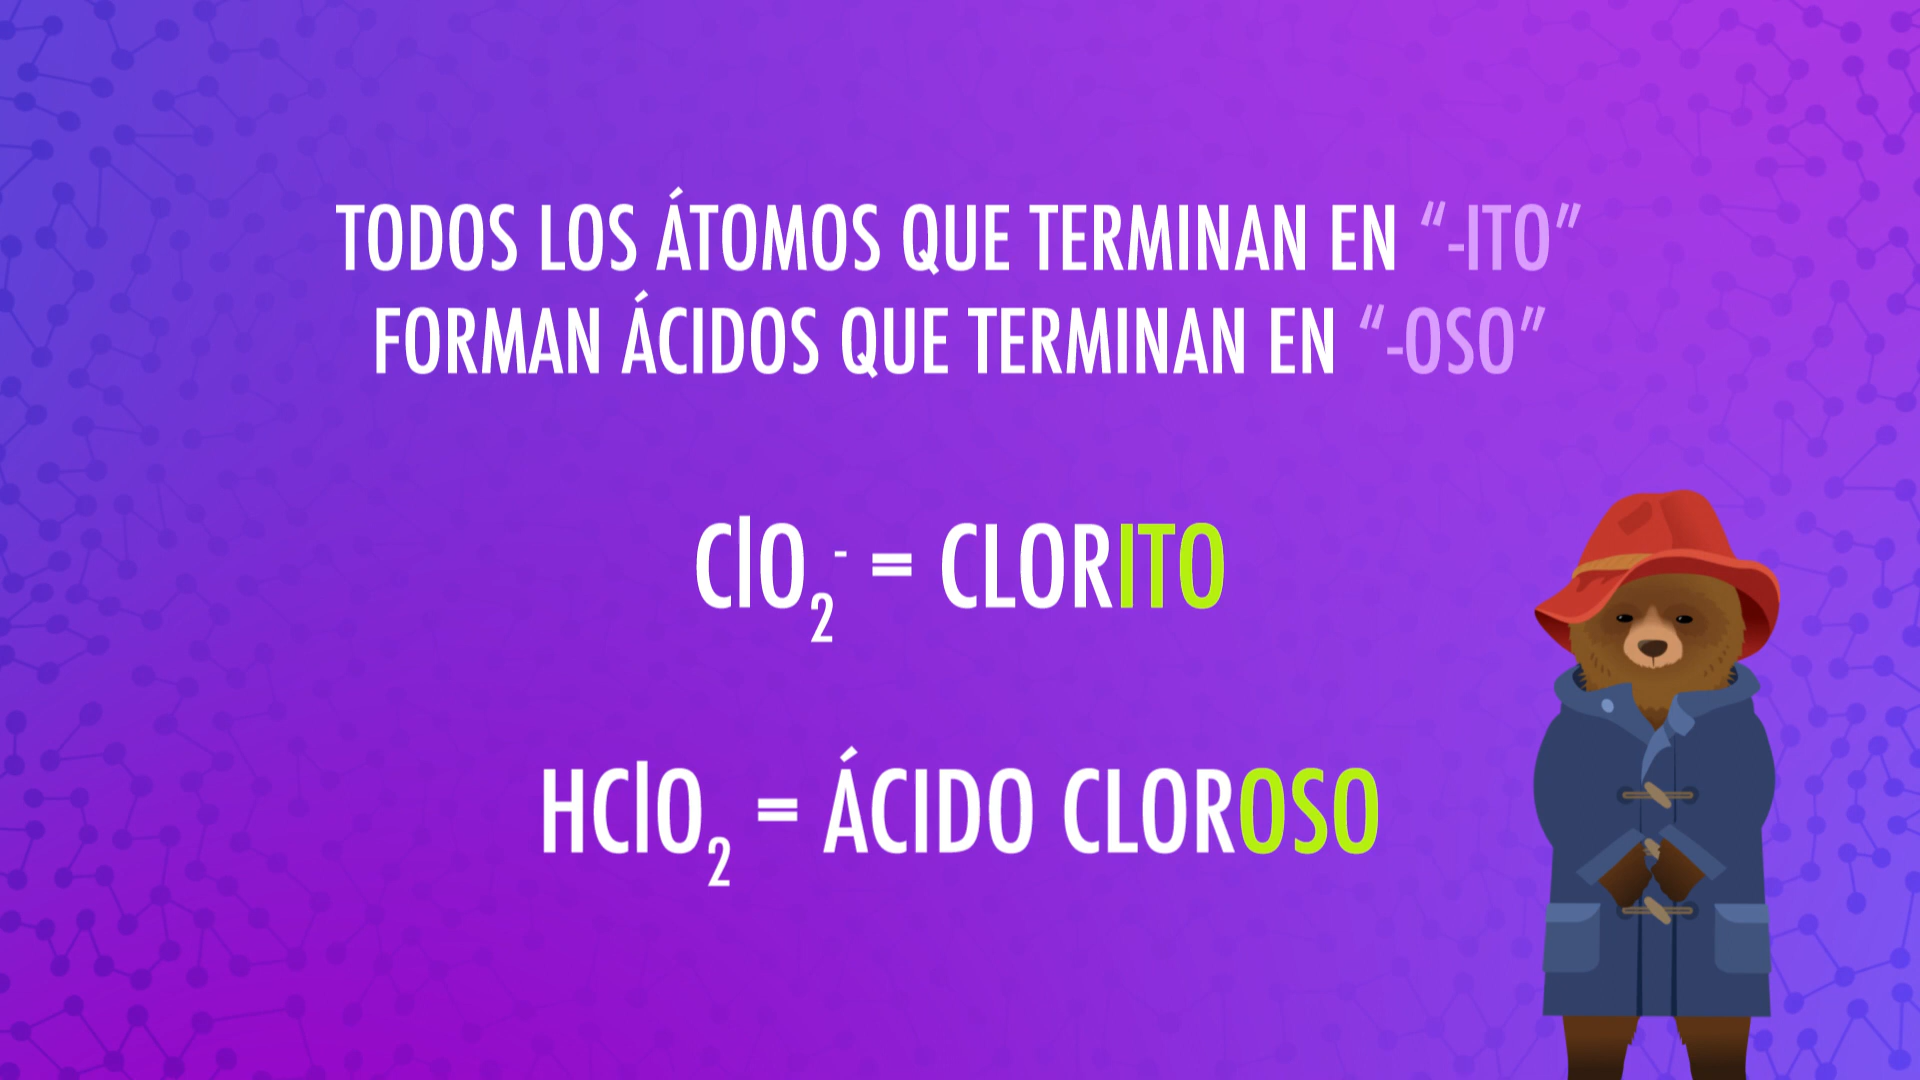 TODOS LOS ÁTOMOS QUE TERMINAN EN “-ITO”
FORMAN ÁCIDOS QUE TERMINAN EN “-OSO”
ClO₂⁻ = CLORITO
HClO₂ = ÁCIDO CLOROSO